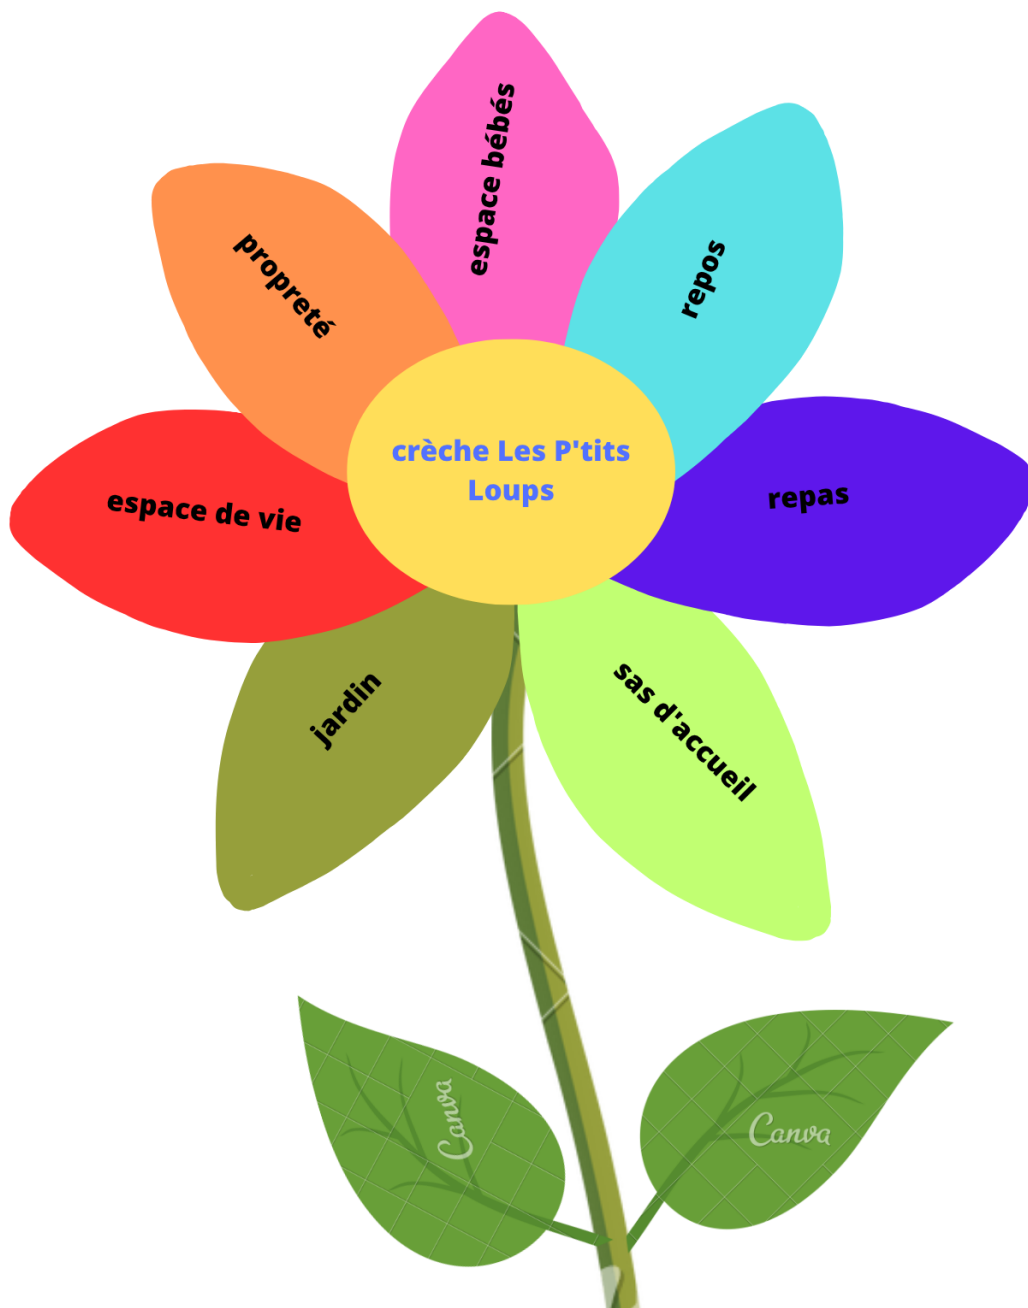 espace bébés
repos
propreté
crèche Les P'tits
Loups
repas
espace de vie
sas d'accueil
jardin
Canva
Canva